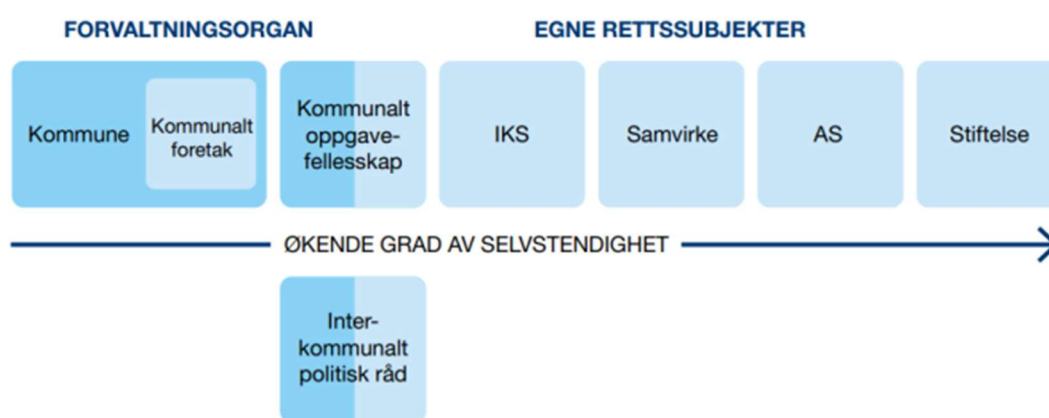 FORVALTNINGSORGAN
EGNE RETTSSUBJEKTER
Kommune
Kommunalt
foretak
Kommunalt
oppgave-
fellesskap
IKS
Samvirke
AS
Stiftelse
ØKENDE GRAD AV SELVSTENDIGHET
Inter-
kommunalt
politisk råd